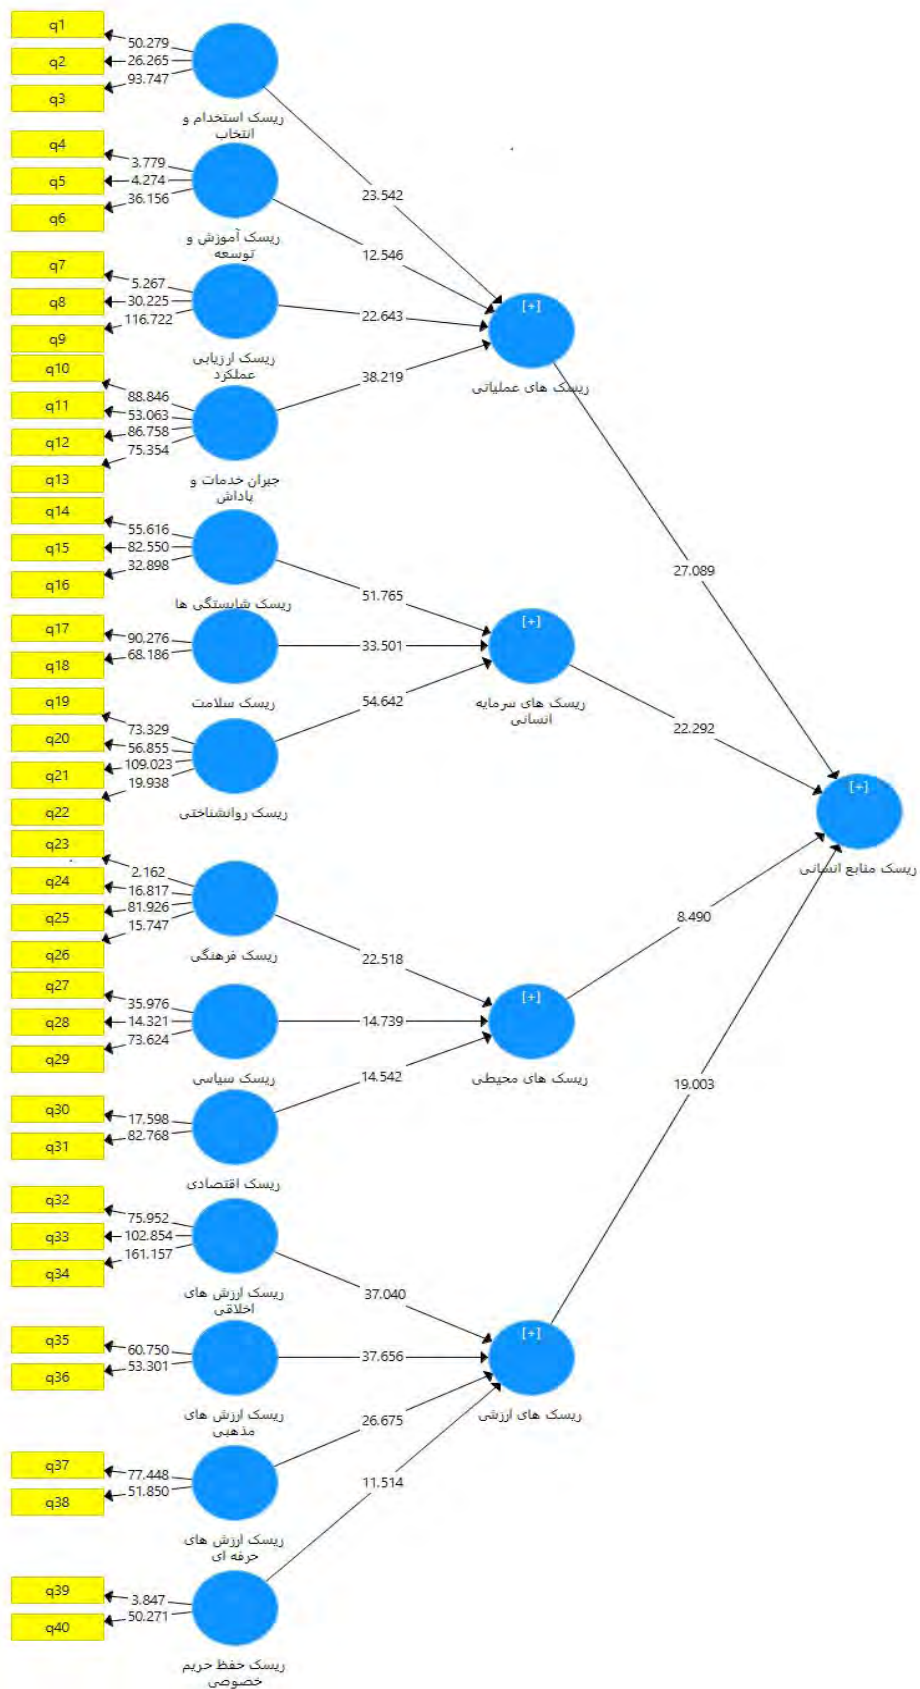 q1
50.279
q2
26.265
q3
93.747
ریسک استخدام و
انتخاب
23.542
q4
3.779
q5
4.274
q6
36.156
ریسک آموزش و
توسعه
12.546
q7
5.267
q8
30.225
q9
116.722
ریسک ارزیابی
عملکرد
22.643
[+]
ریسک های عملیاتی
q10
88.846
q11
53.063
q12
86.758
q13
75.354
جبران خدمات و
پاداش
38.219
q14
55.616
q15
82.550
q16
32.898
ریسک شایستگی ها
51.765
27.089
q17
90.276
q18
68.186
ریسک سلامت
33.501
[+]
ریسک های سرمایه
انسانی
q19
73.329
q20
56.855
q21
109.023
q22
19.938
ریسک روانشناختی
54.642
22.292
[+]
ریسک منابع انسانی
q23
2.162
q24
16.817
q25
81.926
q26
15.747
ریسک فرهنگی
22.518
8.490
q27
35.976
q28
14.321
q29
73.624
ریسک سیاسی
14.739
[+]
ریسک های محیطی
q30
17.598
q31
82.768
ریسک اقتصادی
14.542
19.003
q32
75.952
q33
102.854
q34
161.157
ریسک ارزش های
اخلاقی
37.040
q35
60.750
q36
53.301
ریسک ارزش های
مذهبی
37.656
[+]
ریسک های ارزشی
q37
77.448
q38
51.850
ریسک ارزش های
حرفه ای
26.675
q39
3.847
q40
50.271
ریسک حفظ حریم
خصوصی
11.514